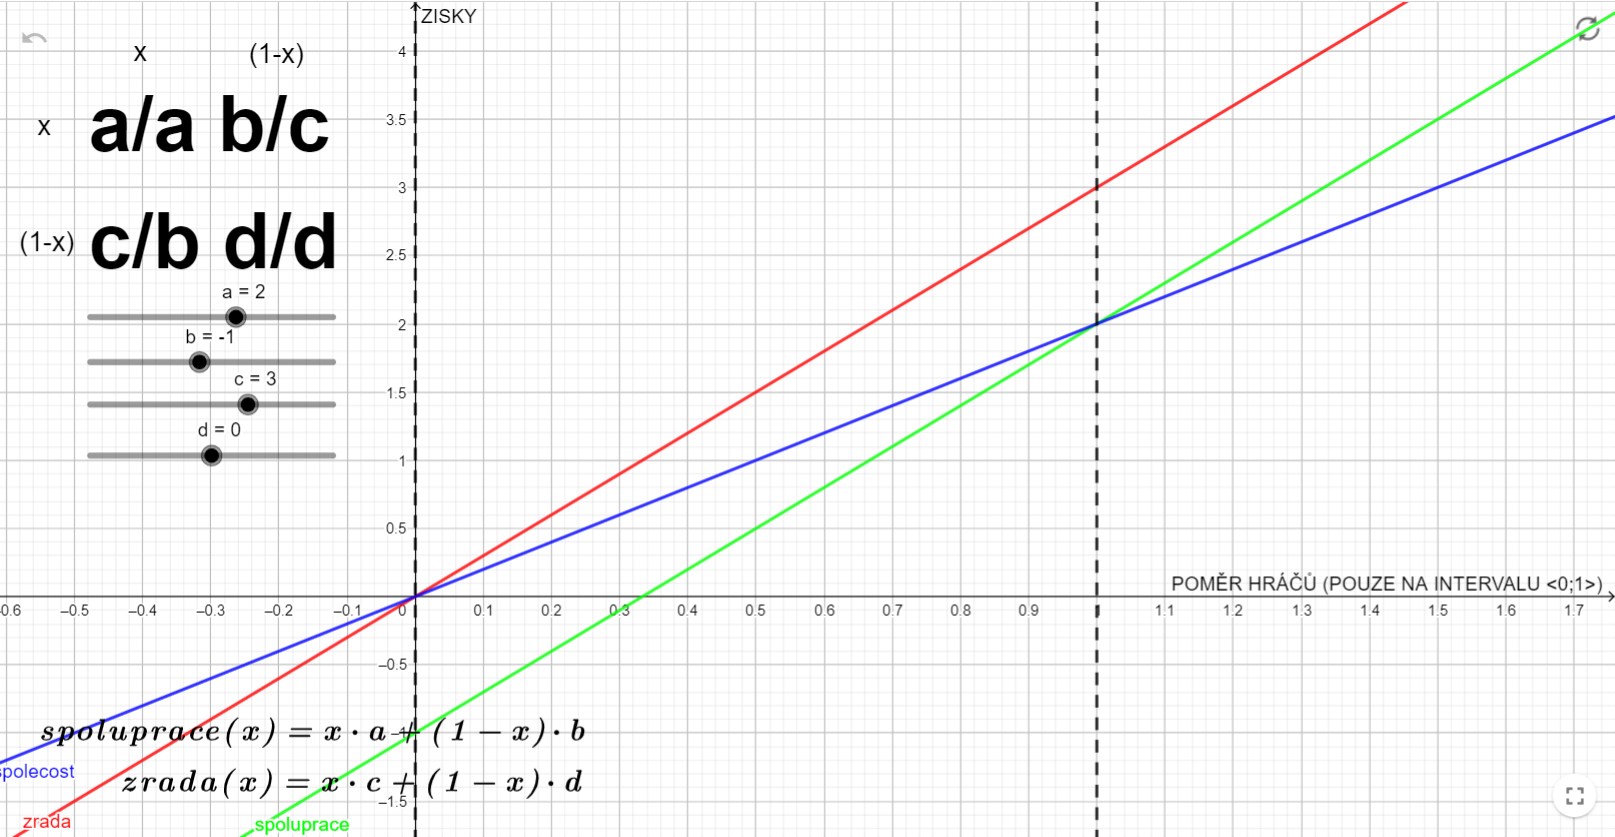 ZISKY
x (1-x)
x a/a b/c
(1-x) c/b d/d
a = 2
b = -1
c = 3
d = 0
4
3.5
3
2.5
2
1.5
1
0.5
−0.5
−1
−1.5
POMĚR HRÁČŮ (POUZE NA INTERVALU <0;1>)
-0.6 −0.5 −0.4 −0.3 −0.2 −0.1 0 0.1 0.2 0.3 0.4 0.5 0.6 0.7 0.8 0.9 1.1 1.2 1.3 1.4 1.5 1.6 1.7
spoluprace(x) = x · a + (1 − x) · b
polecost
zrada(x) = x · c + (1 − x) · d
zrada
spoluprace